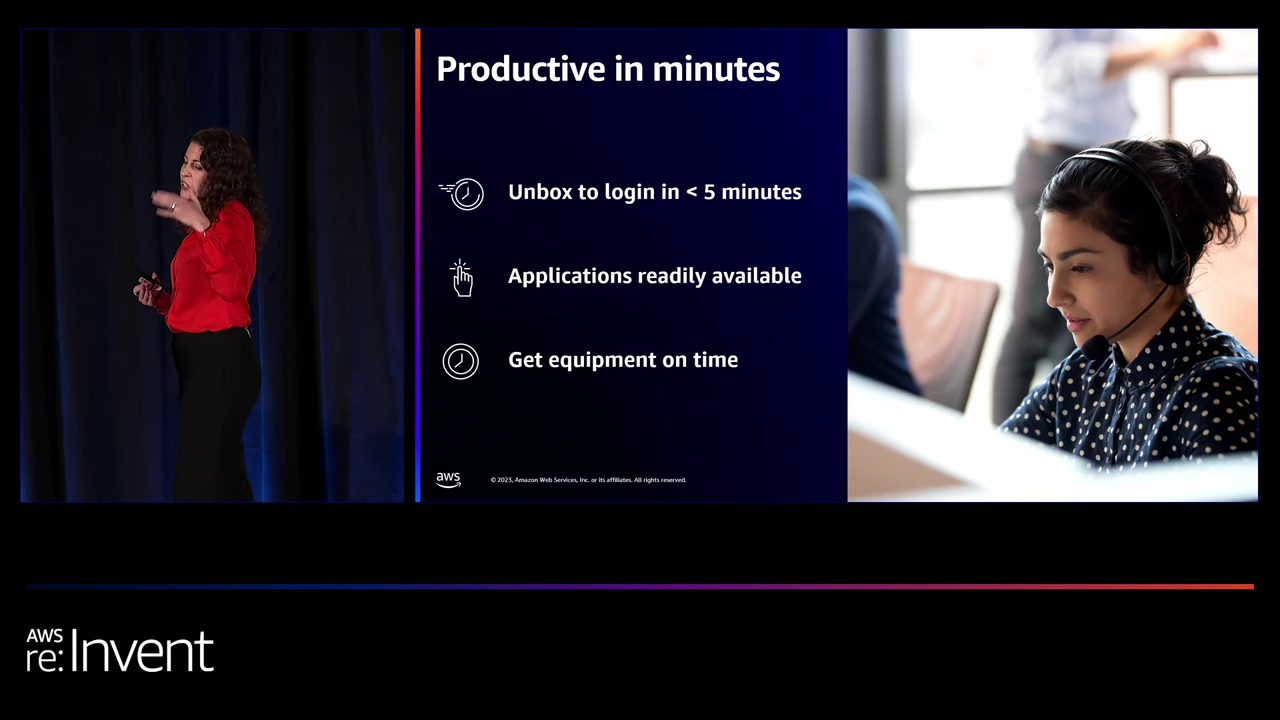 Productive in minutes
Unbox to login in < 5 minutes
Applications readily available
Get equipment on time
aws
© 2023, Amazon Web Services, Inc. or its affiliates. All rights reserved.
AWS
re:Invent